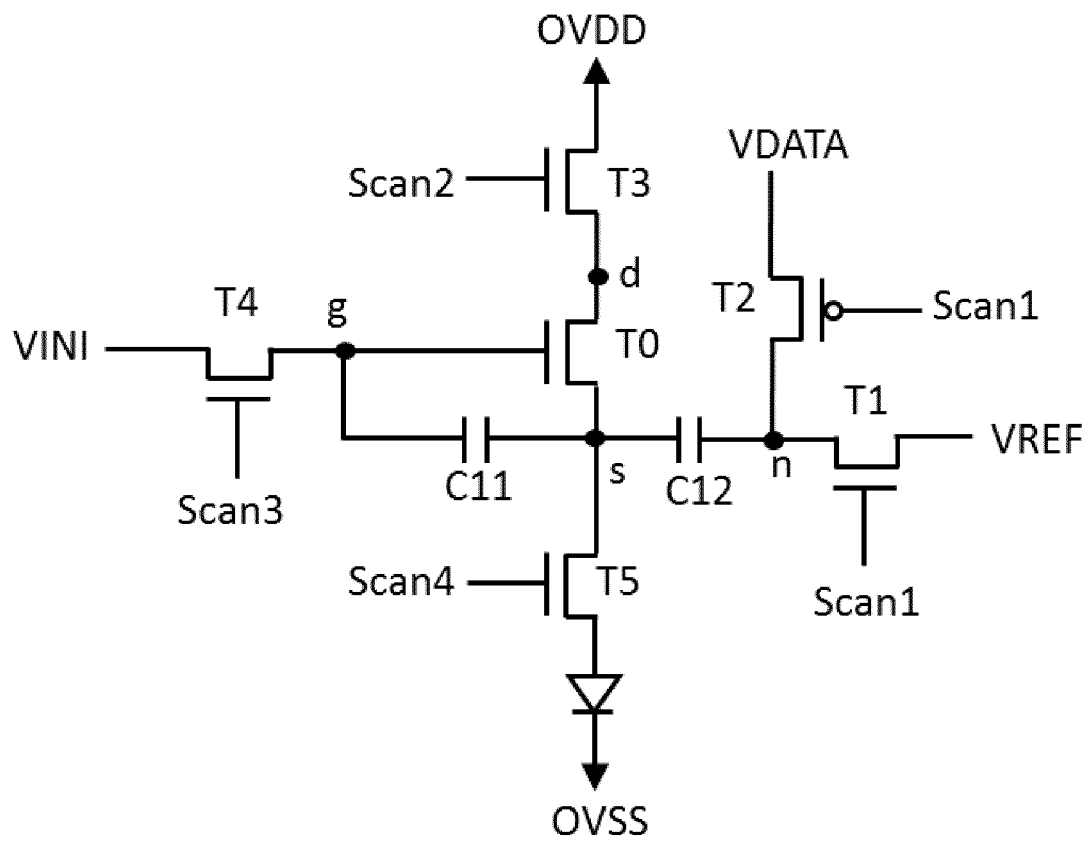 OVDD
VDATA
Scan2
T3
d
T4
g
T2
Scan1
VINI
T0
T1
VREF
C11
s
C12
n
Scan3
Scan4
T5
Scan1
OVSS